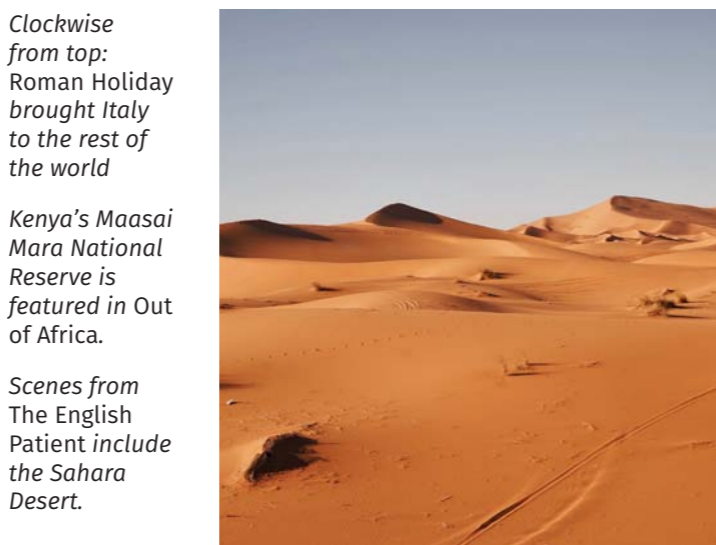 Clockwise
from top:
Roman Holiday
brought Italy
to the rest of
the world
Kenya’s Maasai
Mara National
Reserve is
featured in Out
of Africa.
Scenes from
The English
Patient include
the Sahara
Desert.